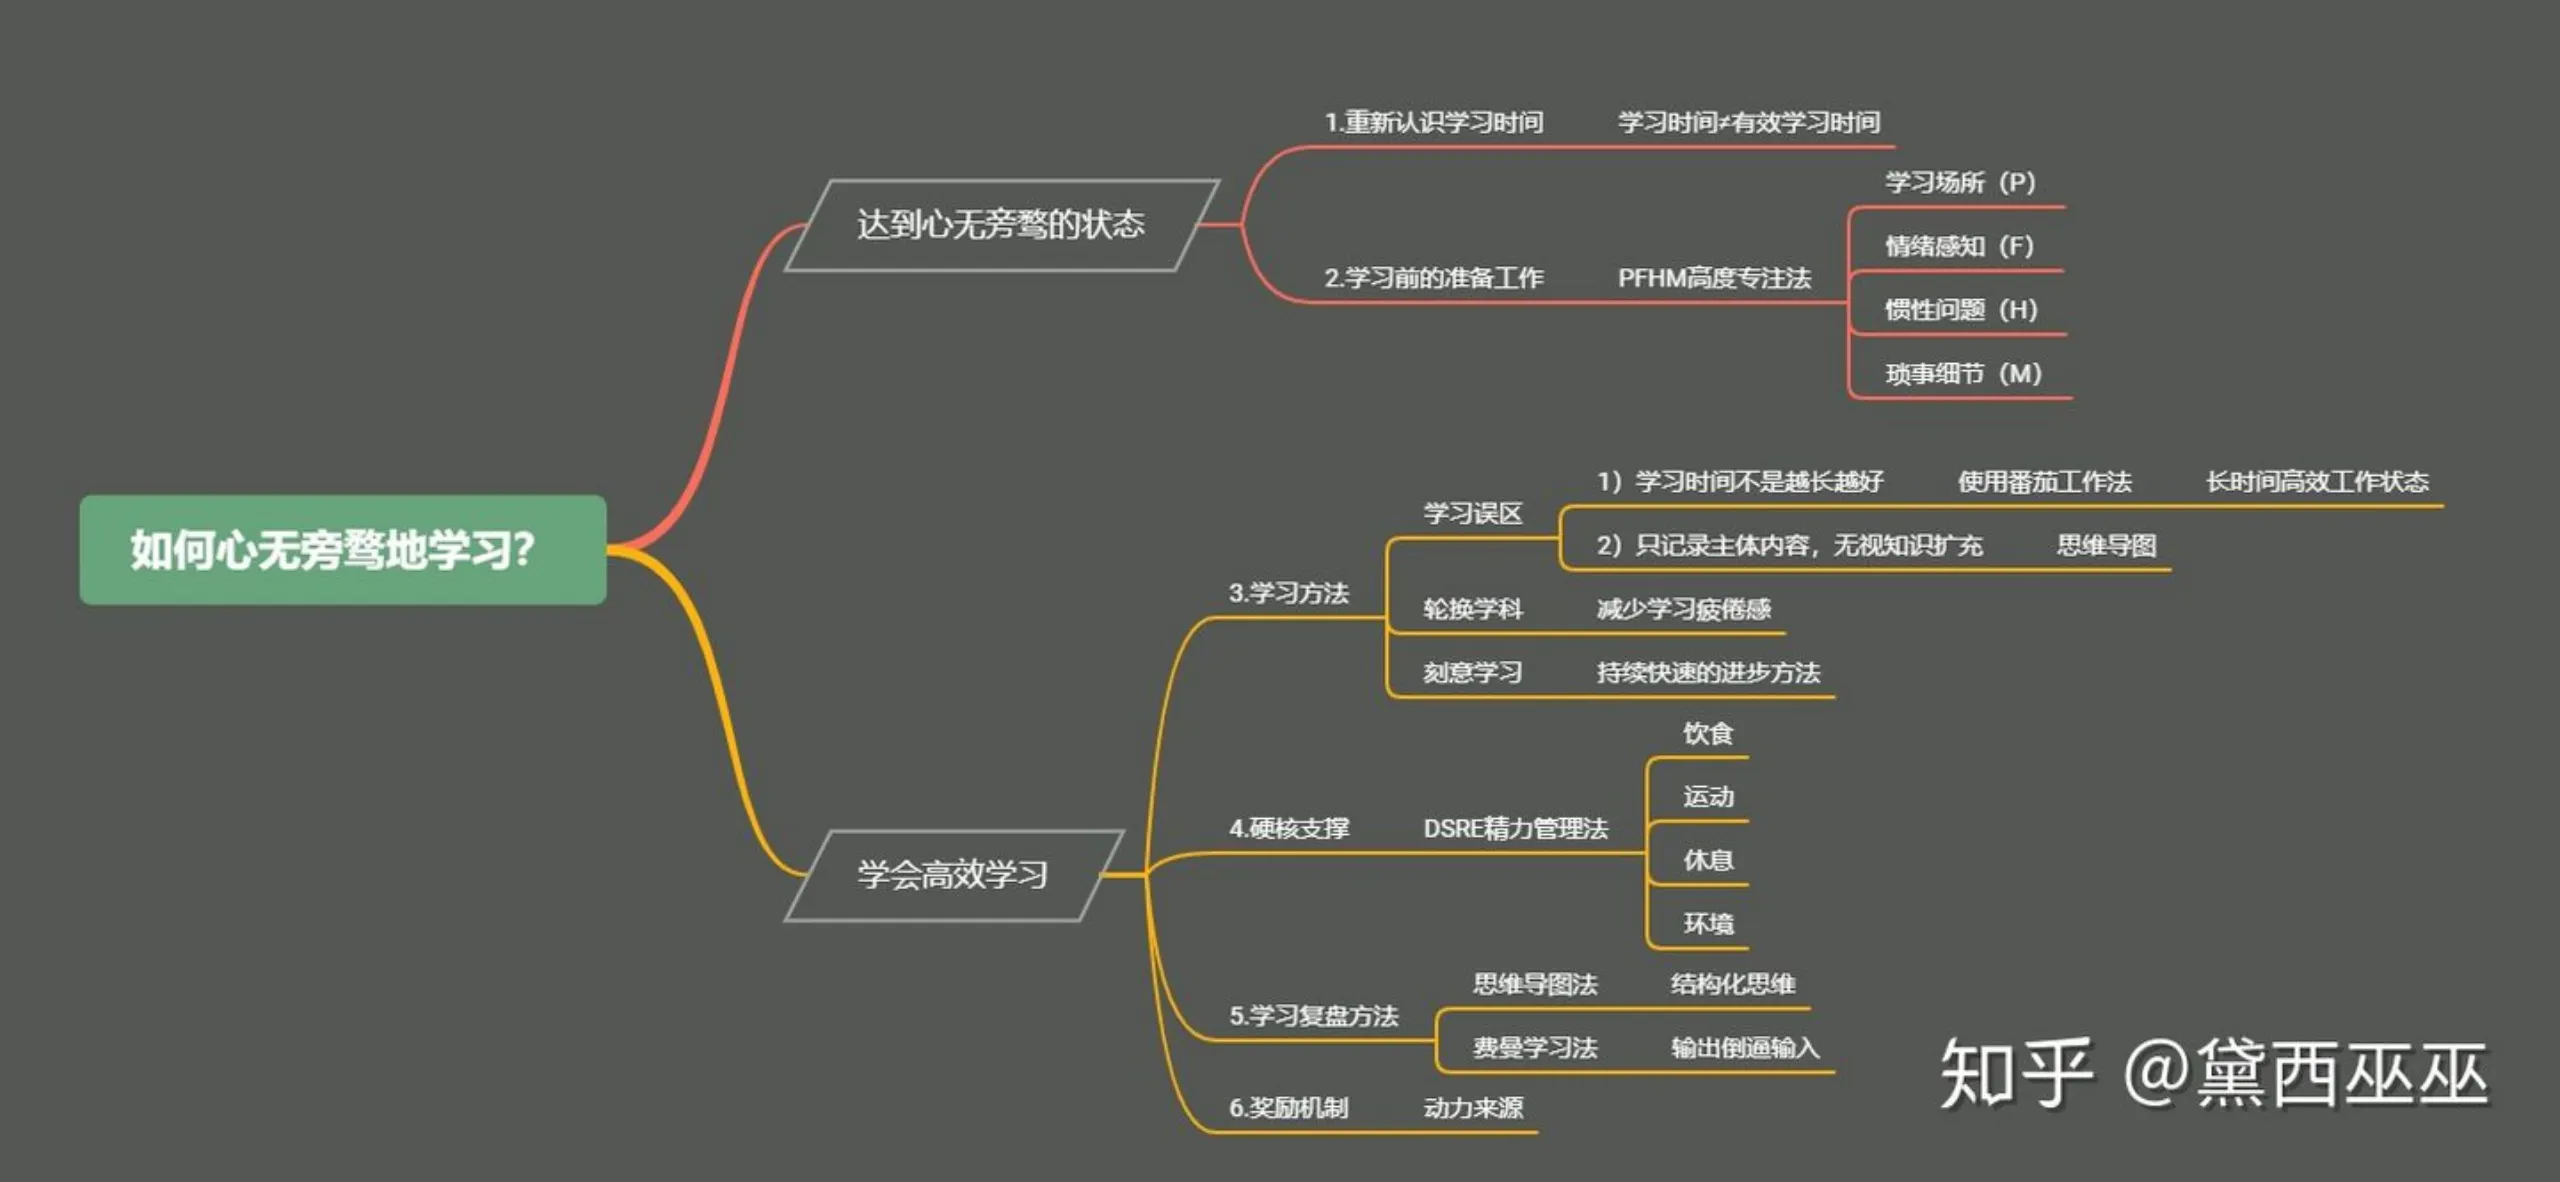 如何心无旁骛地学习？
达到心无旁骛的状态
1.重新认识学习时间 学习时间≠有效学习时间
2.学习前的准备工作 PFHM高度专注法
学习场所（P）
情绪感知（F）
惯性问题（H）
琐事细节（M）
学会高效学习
3.学习方法
学习误区
1）学习时间不是越长越好 使用番茄工作法 长时间高效工作状态
2）只记录主体内容，无视知识扩充 思维导图
轮换学科 减少学习疲倦感
刻意学习 持续快速的进步方法
4.硬核支撑 DSRE精力管理法
饮食
运动
休息
环境
5.学习复盘方法
思维导图法 结构化思维
费曼学习法 输出倒逼输入
6.奖励机制 动力来源
知乎 @黛西巫巫